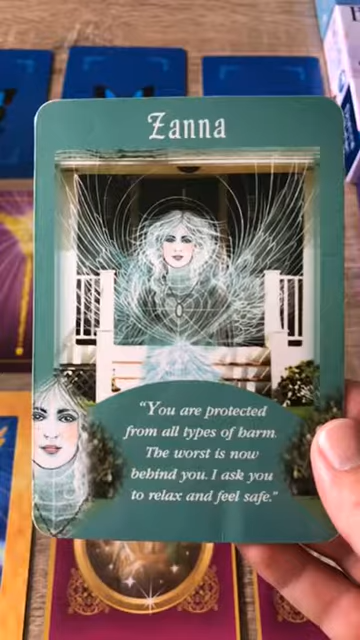 Zanna
"You are protected
from all types of harm.
The worst is now
behind you. I ask you
to relax and feel safe."